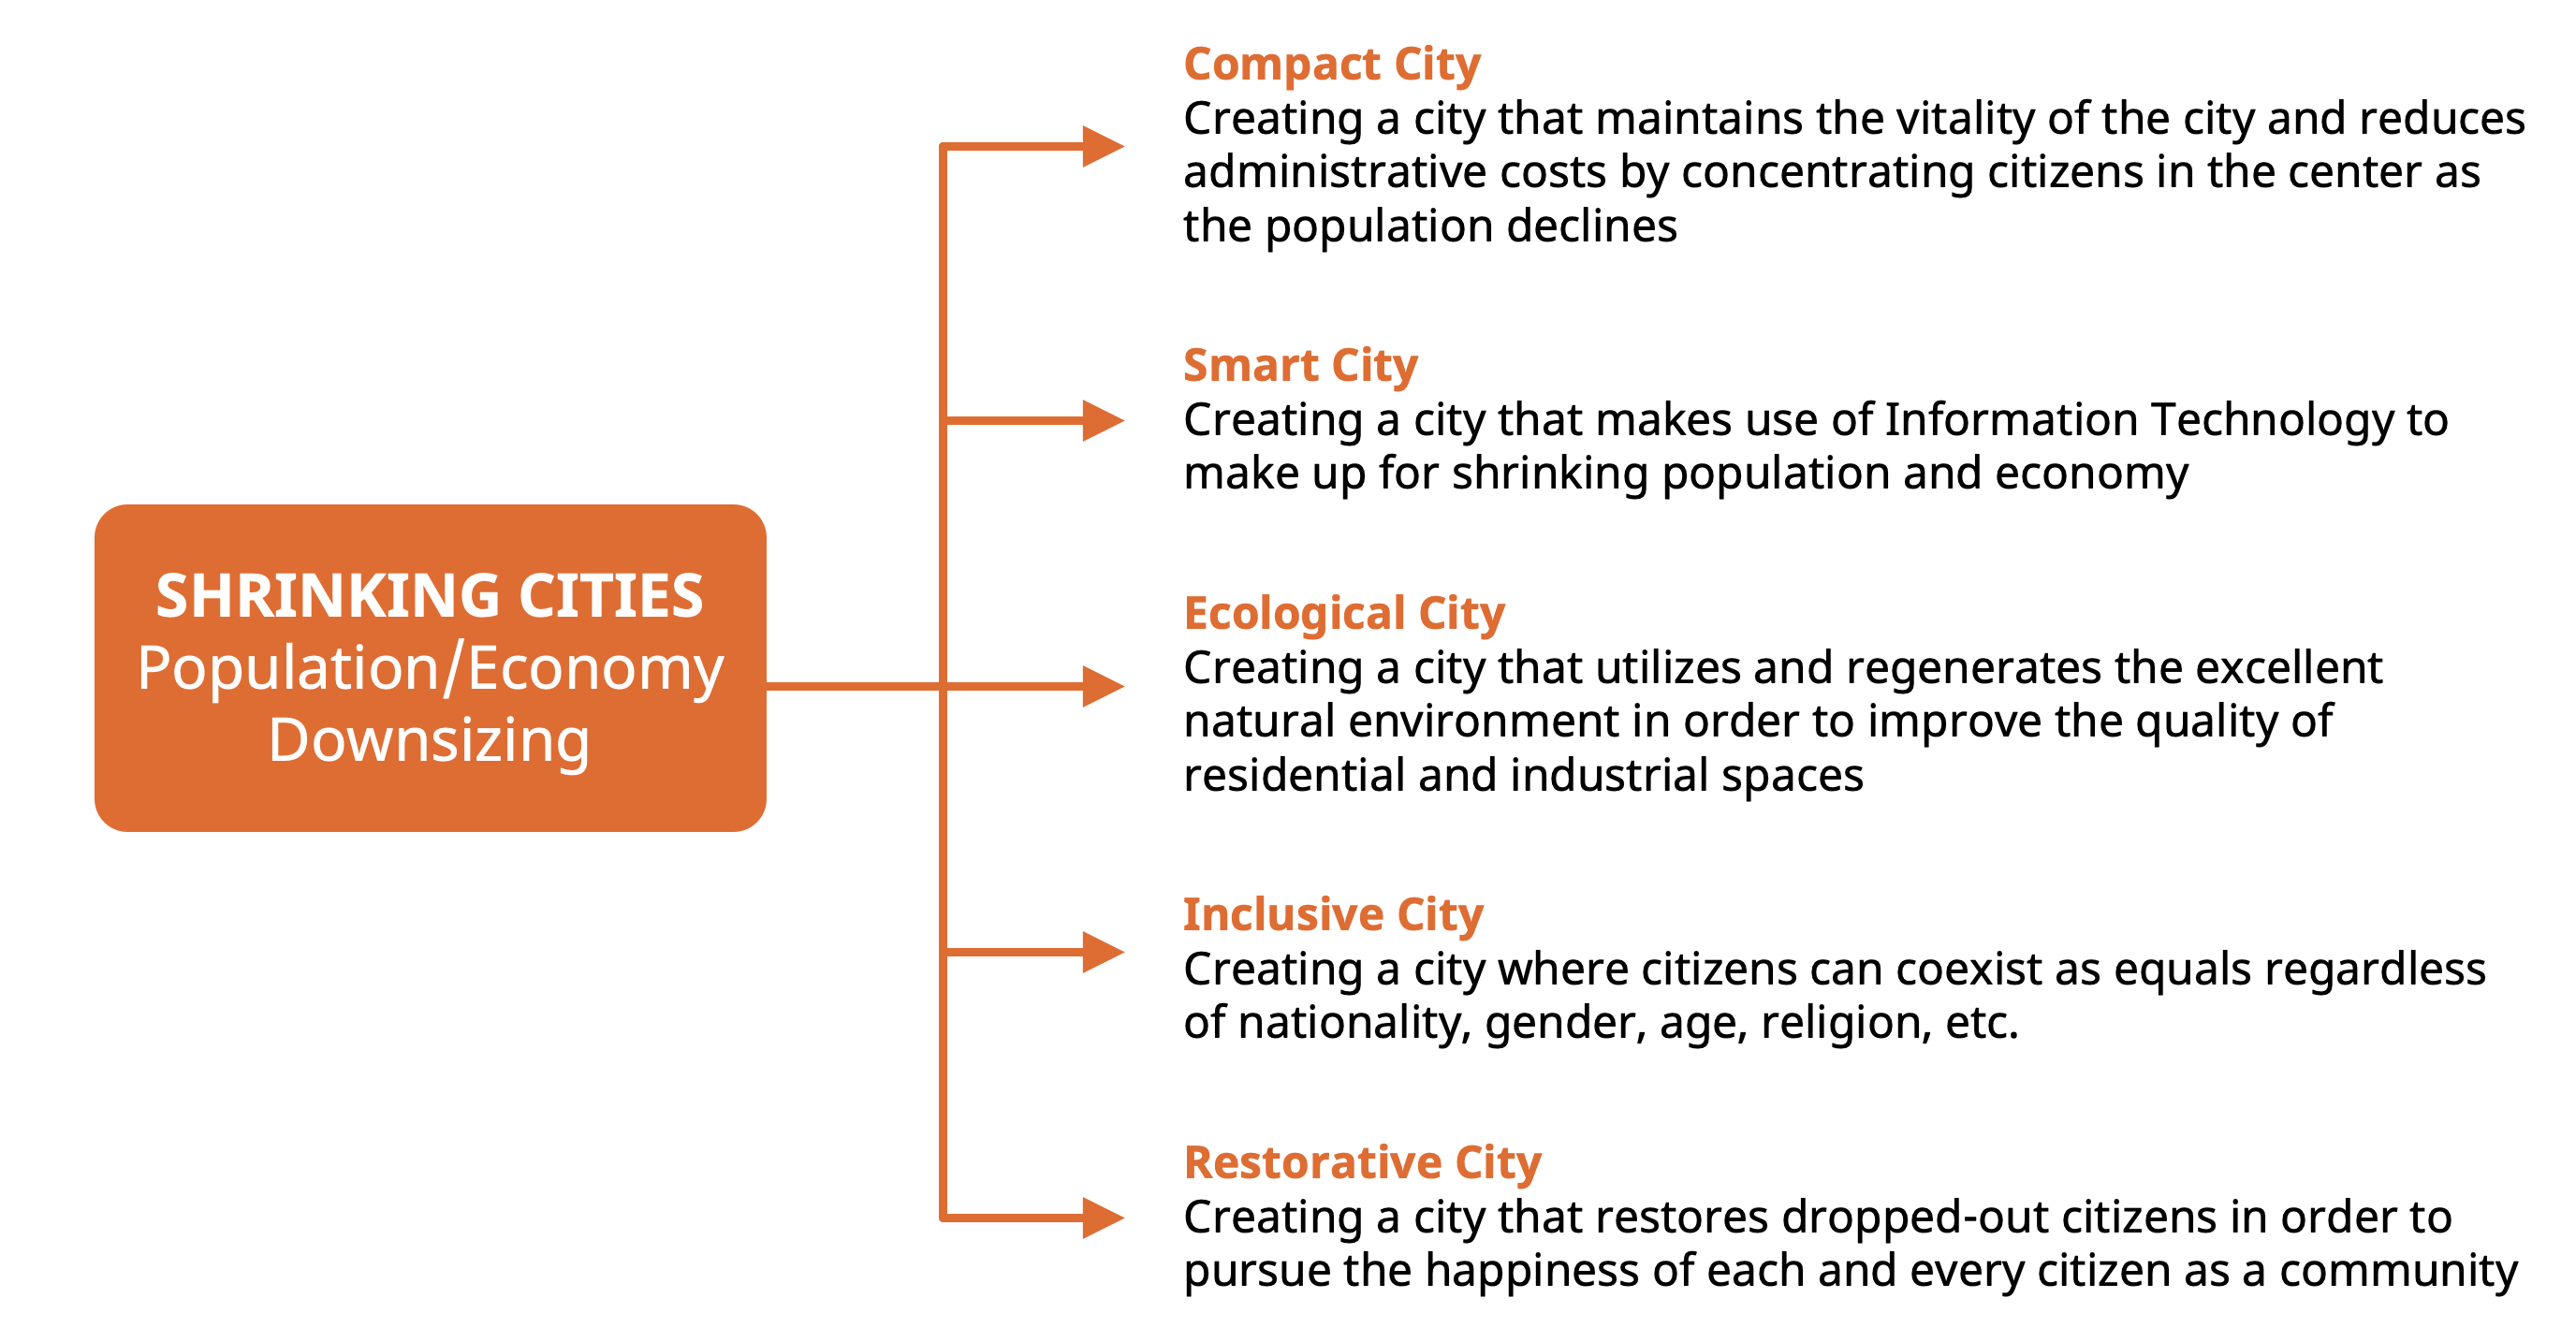 SHRINKING CITIES
Population/Economy
Downsizing
Compact City
Creating a city that maintains the vitality of the city and reduces
administrative costs by concentrating citizens in the center as
the population declines
Smart City
Creating a city that makes use of Information Technology to
make up for shrinking population and economy
Ecological City
Creating a city that utilizes and regenerates the excellent
natural environment in order to improve the quality of
residential and industrial spaces
Inclusive City
Creating a city where citizens can coexist as equals regardless
of nationality, gender, age, religion, etc.
Restorative City
Creating a city that restores dropped-out citizens in order to
pursue the happiness of each and every citizen as a community